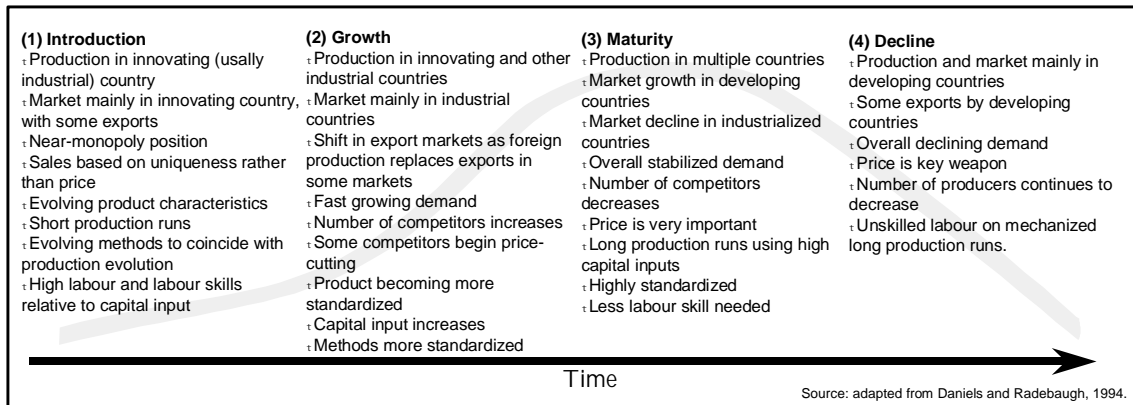 (1) Introduction
τ Production in innovating (usally
industrial) country
τ Market mainly in innovating country,
with some exports
τ Near-monopoly position
τ Sales based on uniqueness rather
than price
τ Evolving product characteristics
τ Short production runs
τ Evolving methods to coincide with
production evolution
τ High labour and labour skills
relative to capital input
(2) Growth
τ Production in innovating and other
industrial countries
τ Market mainly in industrial
countries
τ Shift in export markets as foreign
production replaces exports in
some markets
τ Fast growing demand
τ Number of competitors increases
τ Some competitors begin price-
cutting
τ Product becoming more
standardized
τ Capital input increases
τ Methods more standardized
(3) Maturity
τ Production in multiple countries
τ Market growth in developing
countries
τ Market decline in industrialized
countries
τ Overall stabilized demand
τ Number of competitors
decreases
τ Price is very important
τ Long production runs using high
capital inputs
τ Highly standardized
τ Less labour skill needed
(4) Decline
τ Production and market mainly in
developing countries
τ Some exports by developing
countries
τ Overall declining demand
τ Price is key weapon
τ Number of producers continues to
decrease
τ Unskilled labour on mechanized
long production runs.
Time
Source: adapted from Daniels and Radebaugh, 1994.